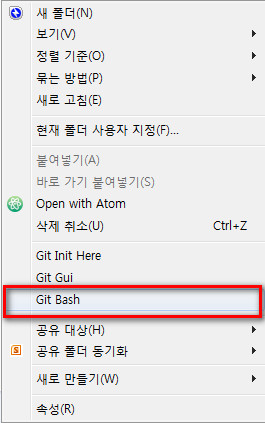 새 폴더(N)
보기(V)
정렬 기준(O)
묶는 방법(P)
새로 고침(E)
현재 폴더 사용자 지정(F)...
붙여넣기(A)
바로 가기 붙여넣기(S)
Open with Atom
삭제 취소(U) Ctrl+Z
Git Init Here
Git Gui
Git Bash
공유 대상(H)
공유 폴더 동기화
새로 만들기(W)
속성(R)